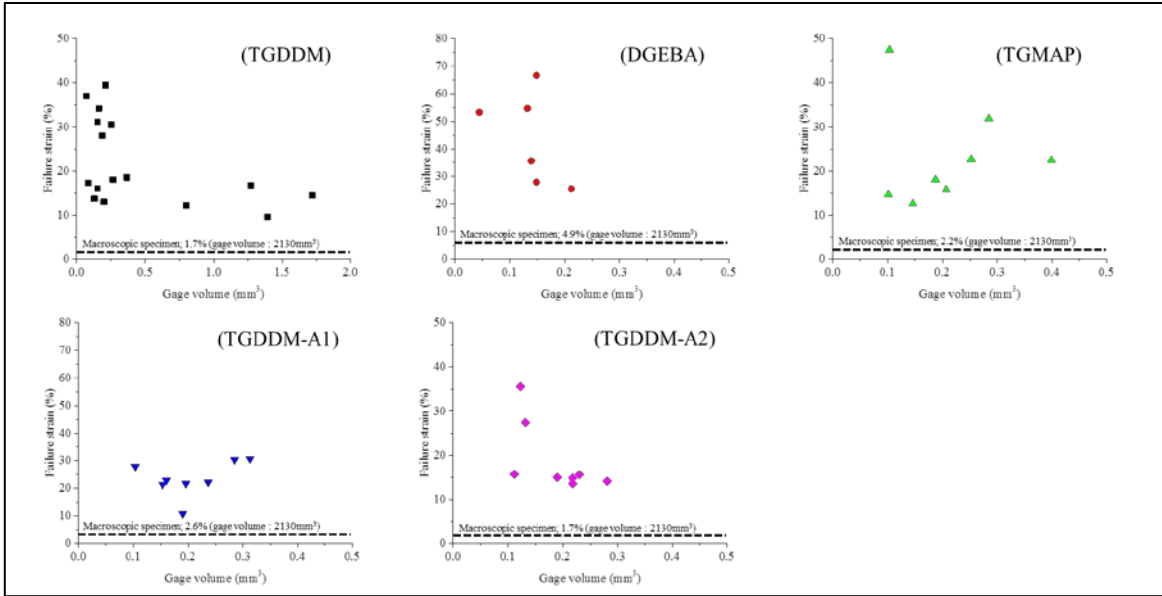 (TGDDM)
50
40
30
20
10
0
Failure strain (%)
Macroscopic specimen; 1.7% (gage volume : 2130mm³)
0.0 0.5 1.0 1.5 2.0
Gage volume (mm³)
(DGEBA)
80
70
60
50
40
30
20
10
0
Failure strain (%)
Macroscopic specimen; 4.9% (gage volume : 2130mm³)
0.0 0.1 0.2 0.3 0.4 0.5
Gage volume (mm³)
(TGMAP)
50
40
30
20
10
0
Failure strain (%)
Macroscopic specimen; 2.2% (gage volume : 2130mm³)
0.0 0.1 0.2 0.3 0.4 0.5
Gage volume (mm³)
(TGDDM-A1)
80
70
60
50
40
30
20
10
0
Failure strain (%)
Macroscopic specimen; 2.6% (gage volume : 2130mm³)
0.0 0.1 0.2 0.3 0.4 0.5
Gage volume (mm³)
(TGDDM-A2)
50
40
30
20
10
0
Failure strain (%)
Macroscopic specimen; 1.7% (gage volume : 2130mm³)
0.0 0.1 0.2 0.3 0.4 0.5
Gage volume (mm³)